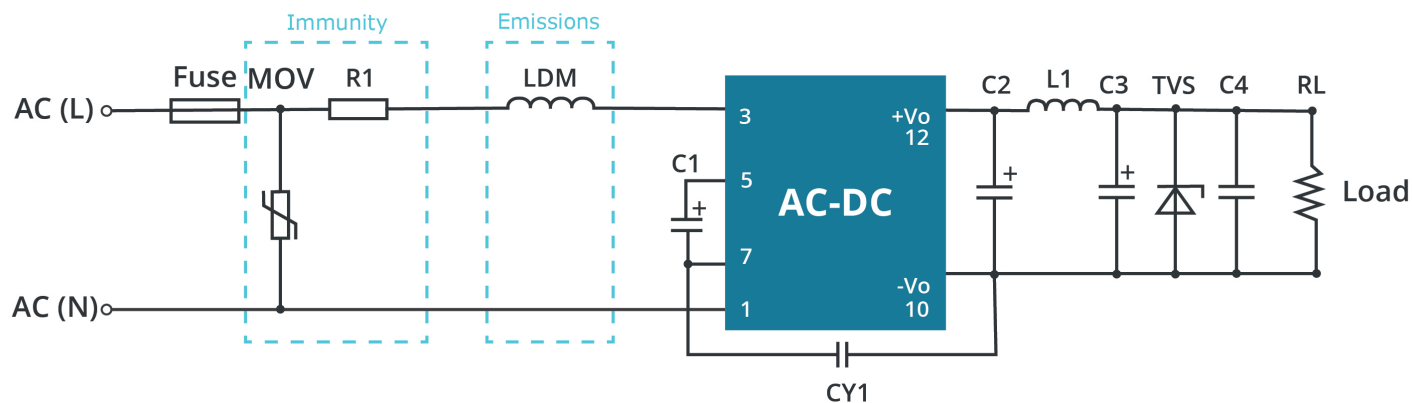 Immunity
Emissions
Fuse MOV R1 LDM
AC (L)
C2 L1 C3 TVS C4 RL
3
+Vo
12
C1
5
+
+
+
AC-DC
Load
7
-Vo
AC (N)
1
10
CY1